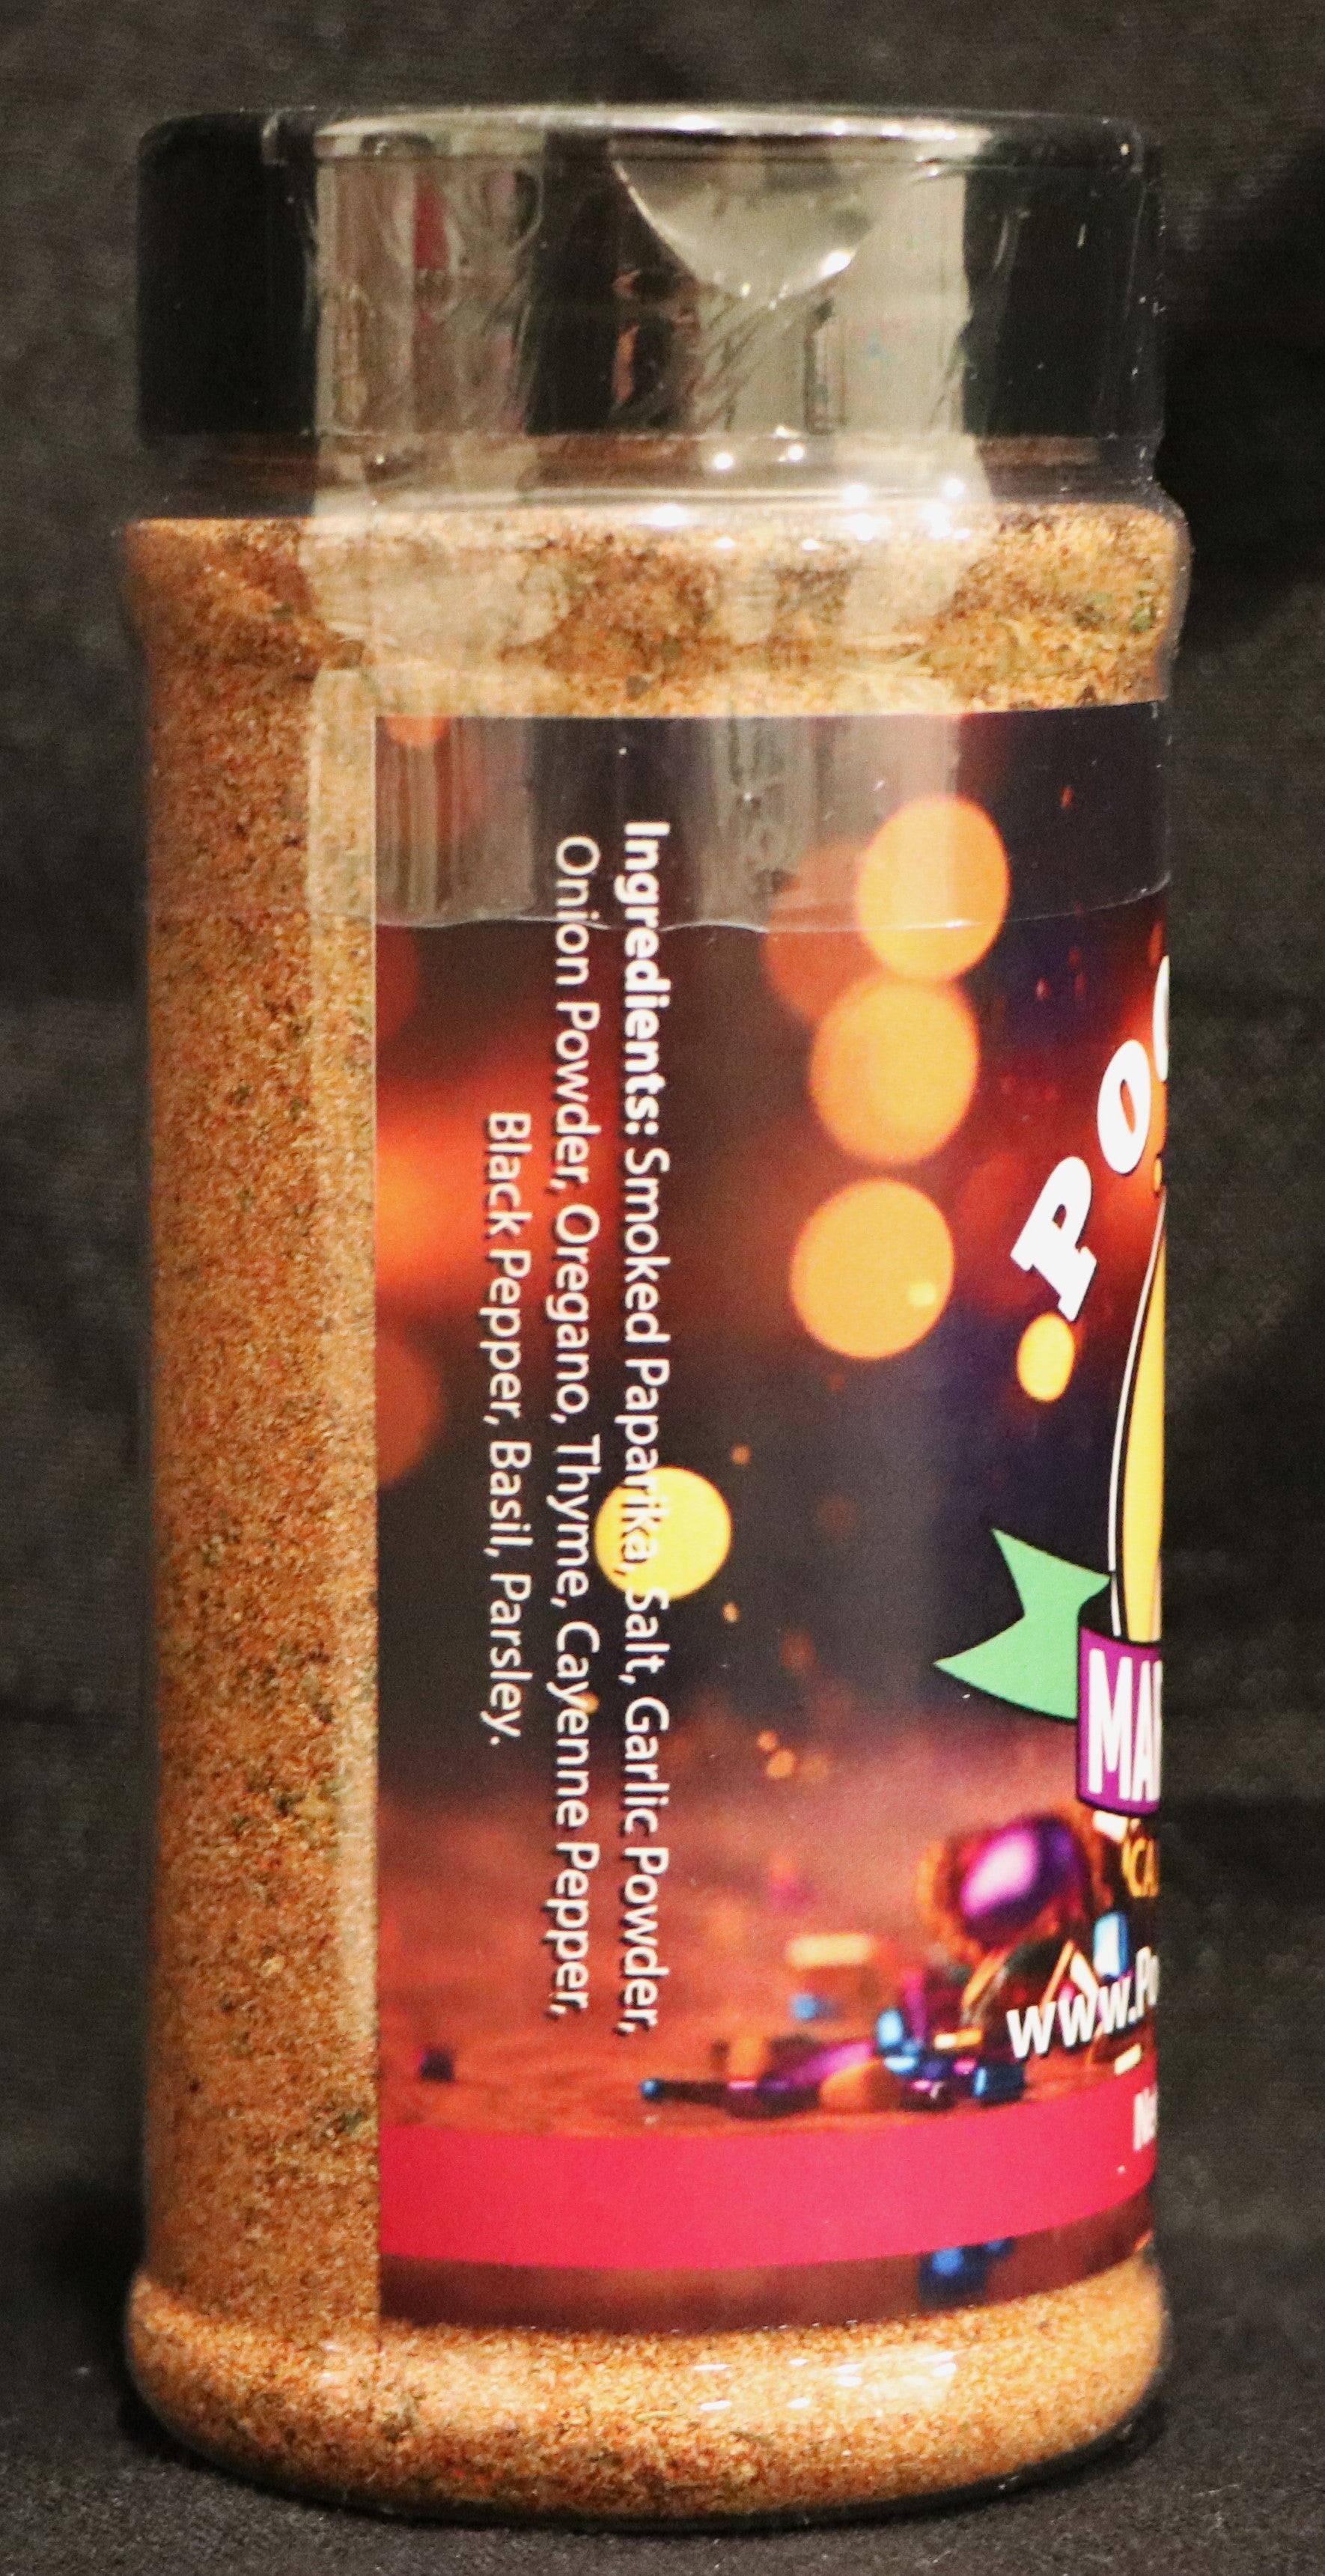 Ingredients: Smoked Paparika, Salt, Garlic Powder,
Onion Powder, Oregano, Thyme, Cayenne Pepper,
Black Pepper, Basil, Parsley.